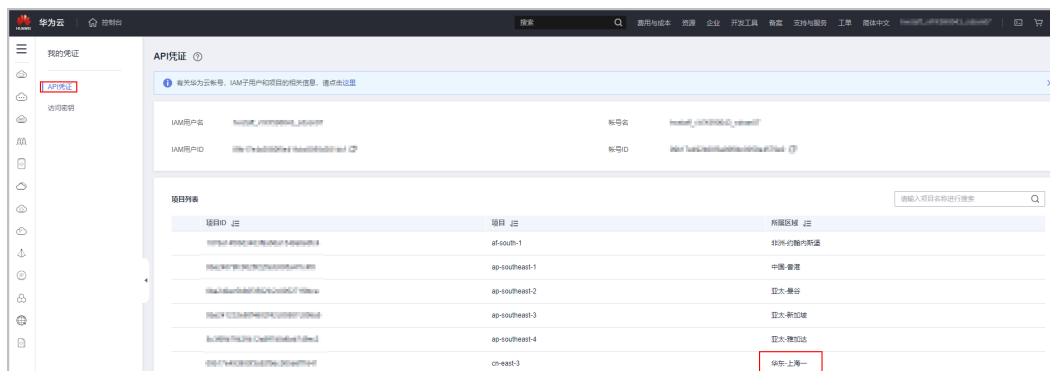 HUAWEI 华为云 控制台 搜索 费用与成本 资源 企业 开发工具 备案 支持与服务 工单 简体中文
我的凭证
API凭证
访问密钥
API凭证
有关华为云帐号、IAM子用户和项目的相关信息，请点击这里
IAM用户名 账号名
IAM用户ID 账号ID
项目列表 请输入项目名称进行搜索
项目ID 项目 所属区域
af-south-1 非洲-约翰内斯堡
ap-southeast-1 中国-香港
ap-southeast-2 亚太-曼谷
ap-southeast-3 亚太-新加坡
ap-southeast-4 亚太-雅加达
cn-east-3 华东-上海一